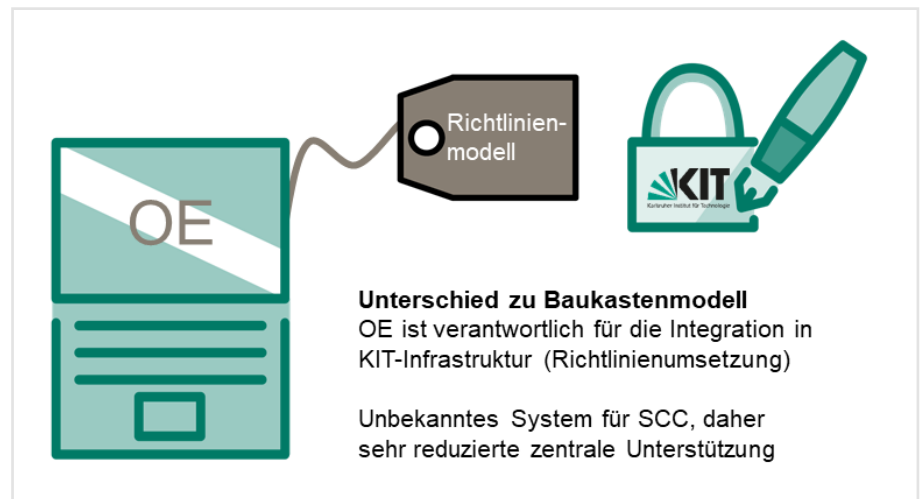 Richtlinien-
modell
KIT
Karlsruher Institut für Technologie
OE
Unterschied zu Baukastenmodell
OE ist verantwortlich für die Integration in
KIT-Infrastruktur (Richtlinienumsetzung)
Unbekanntes System für SCC, daher
sehr reduzierte zentrale Unterstützung